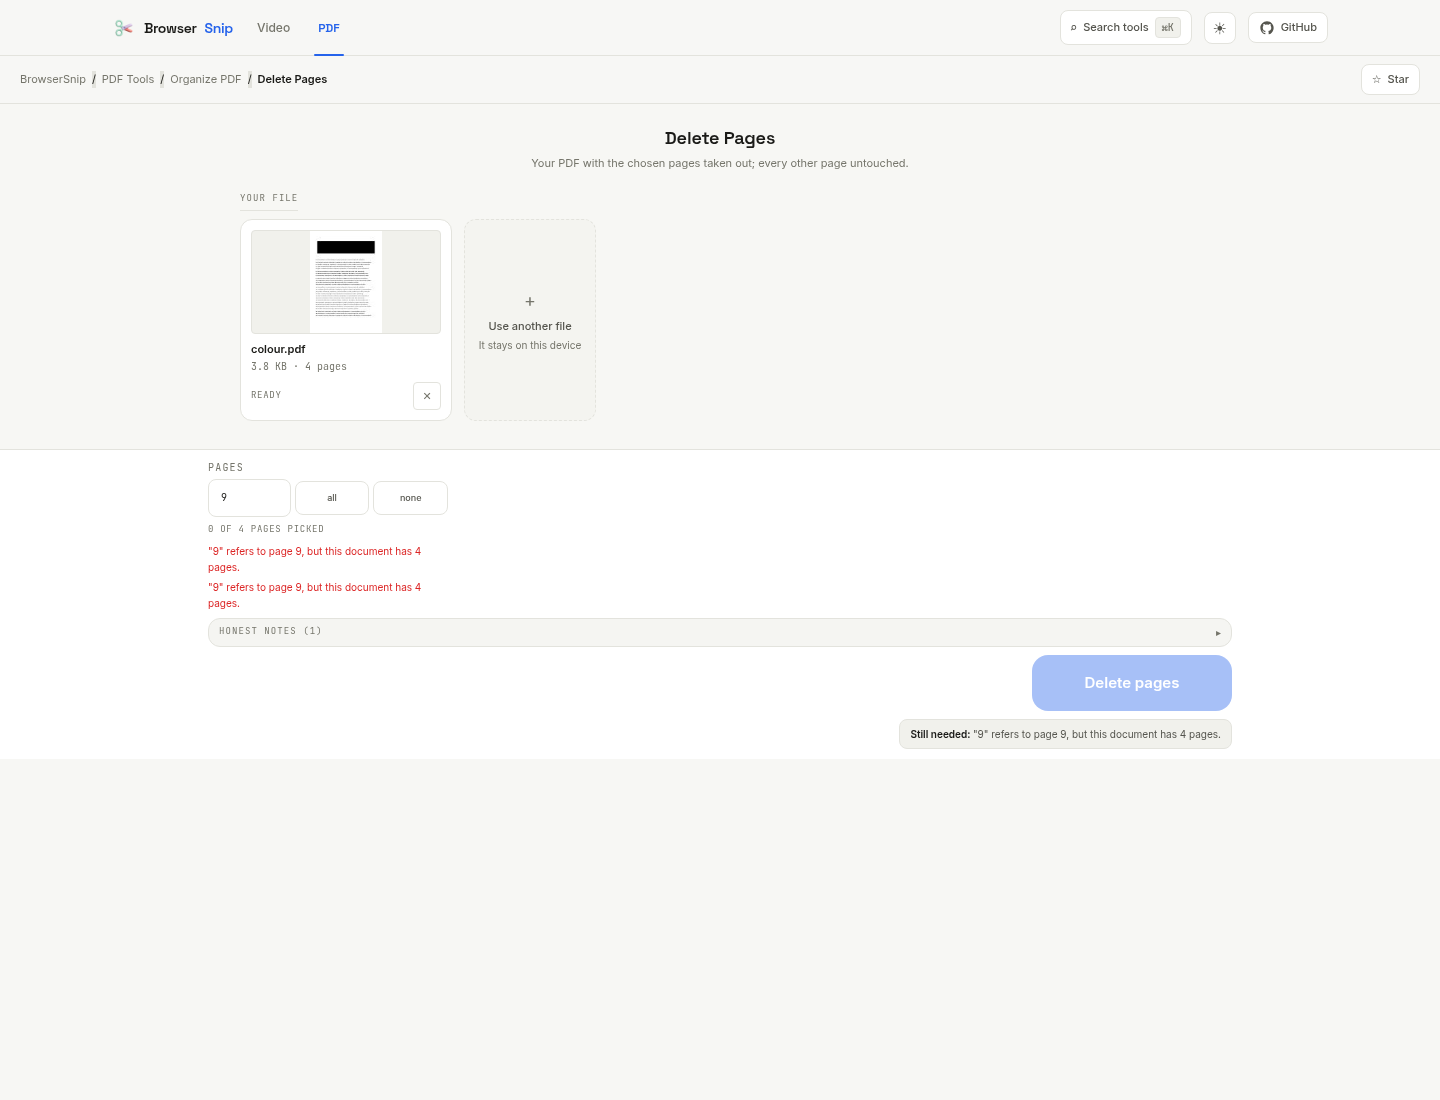 Browser Snip Video PDF Search tools ⌘K GitHub
BrowserSnip / PDF Tools / Organize PDF / Delete Pages ☆ Star
Delete Pages
Your PDF with the chosen pages taken out; every other page untouched.
YOUR FILE
+
Use another file
It stays on this device
colour.pdf
3.8 KB · 4 pages
READY ×
PAGES
9 all none
0 OF 4 PAGES PICKED
"9" refers to page 9, but this document has 4
pages.
"9" refers to page 9, but this document has 4
pages.
HONEST NOTES (1) ▸
Delete pages
Still needed: "9" refers to page 9, but this document has 4 pages.